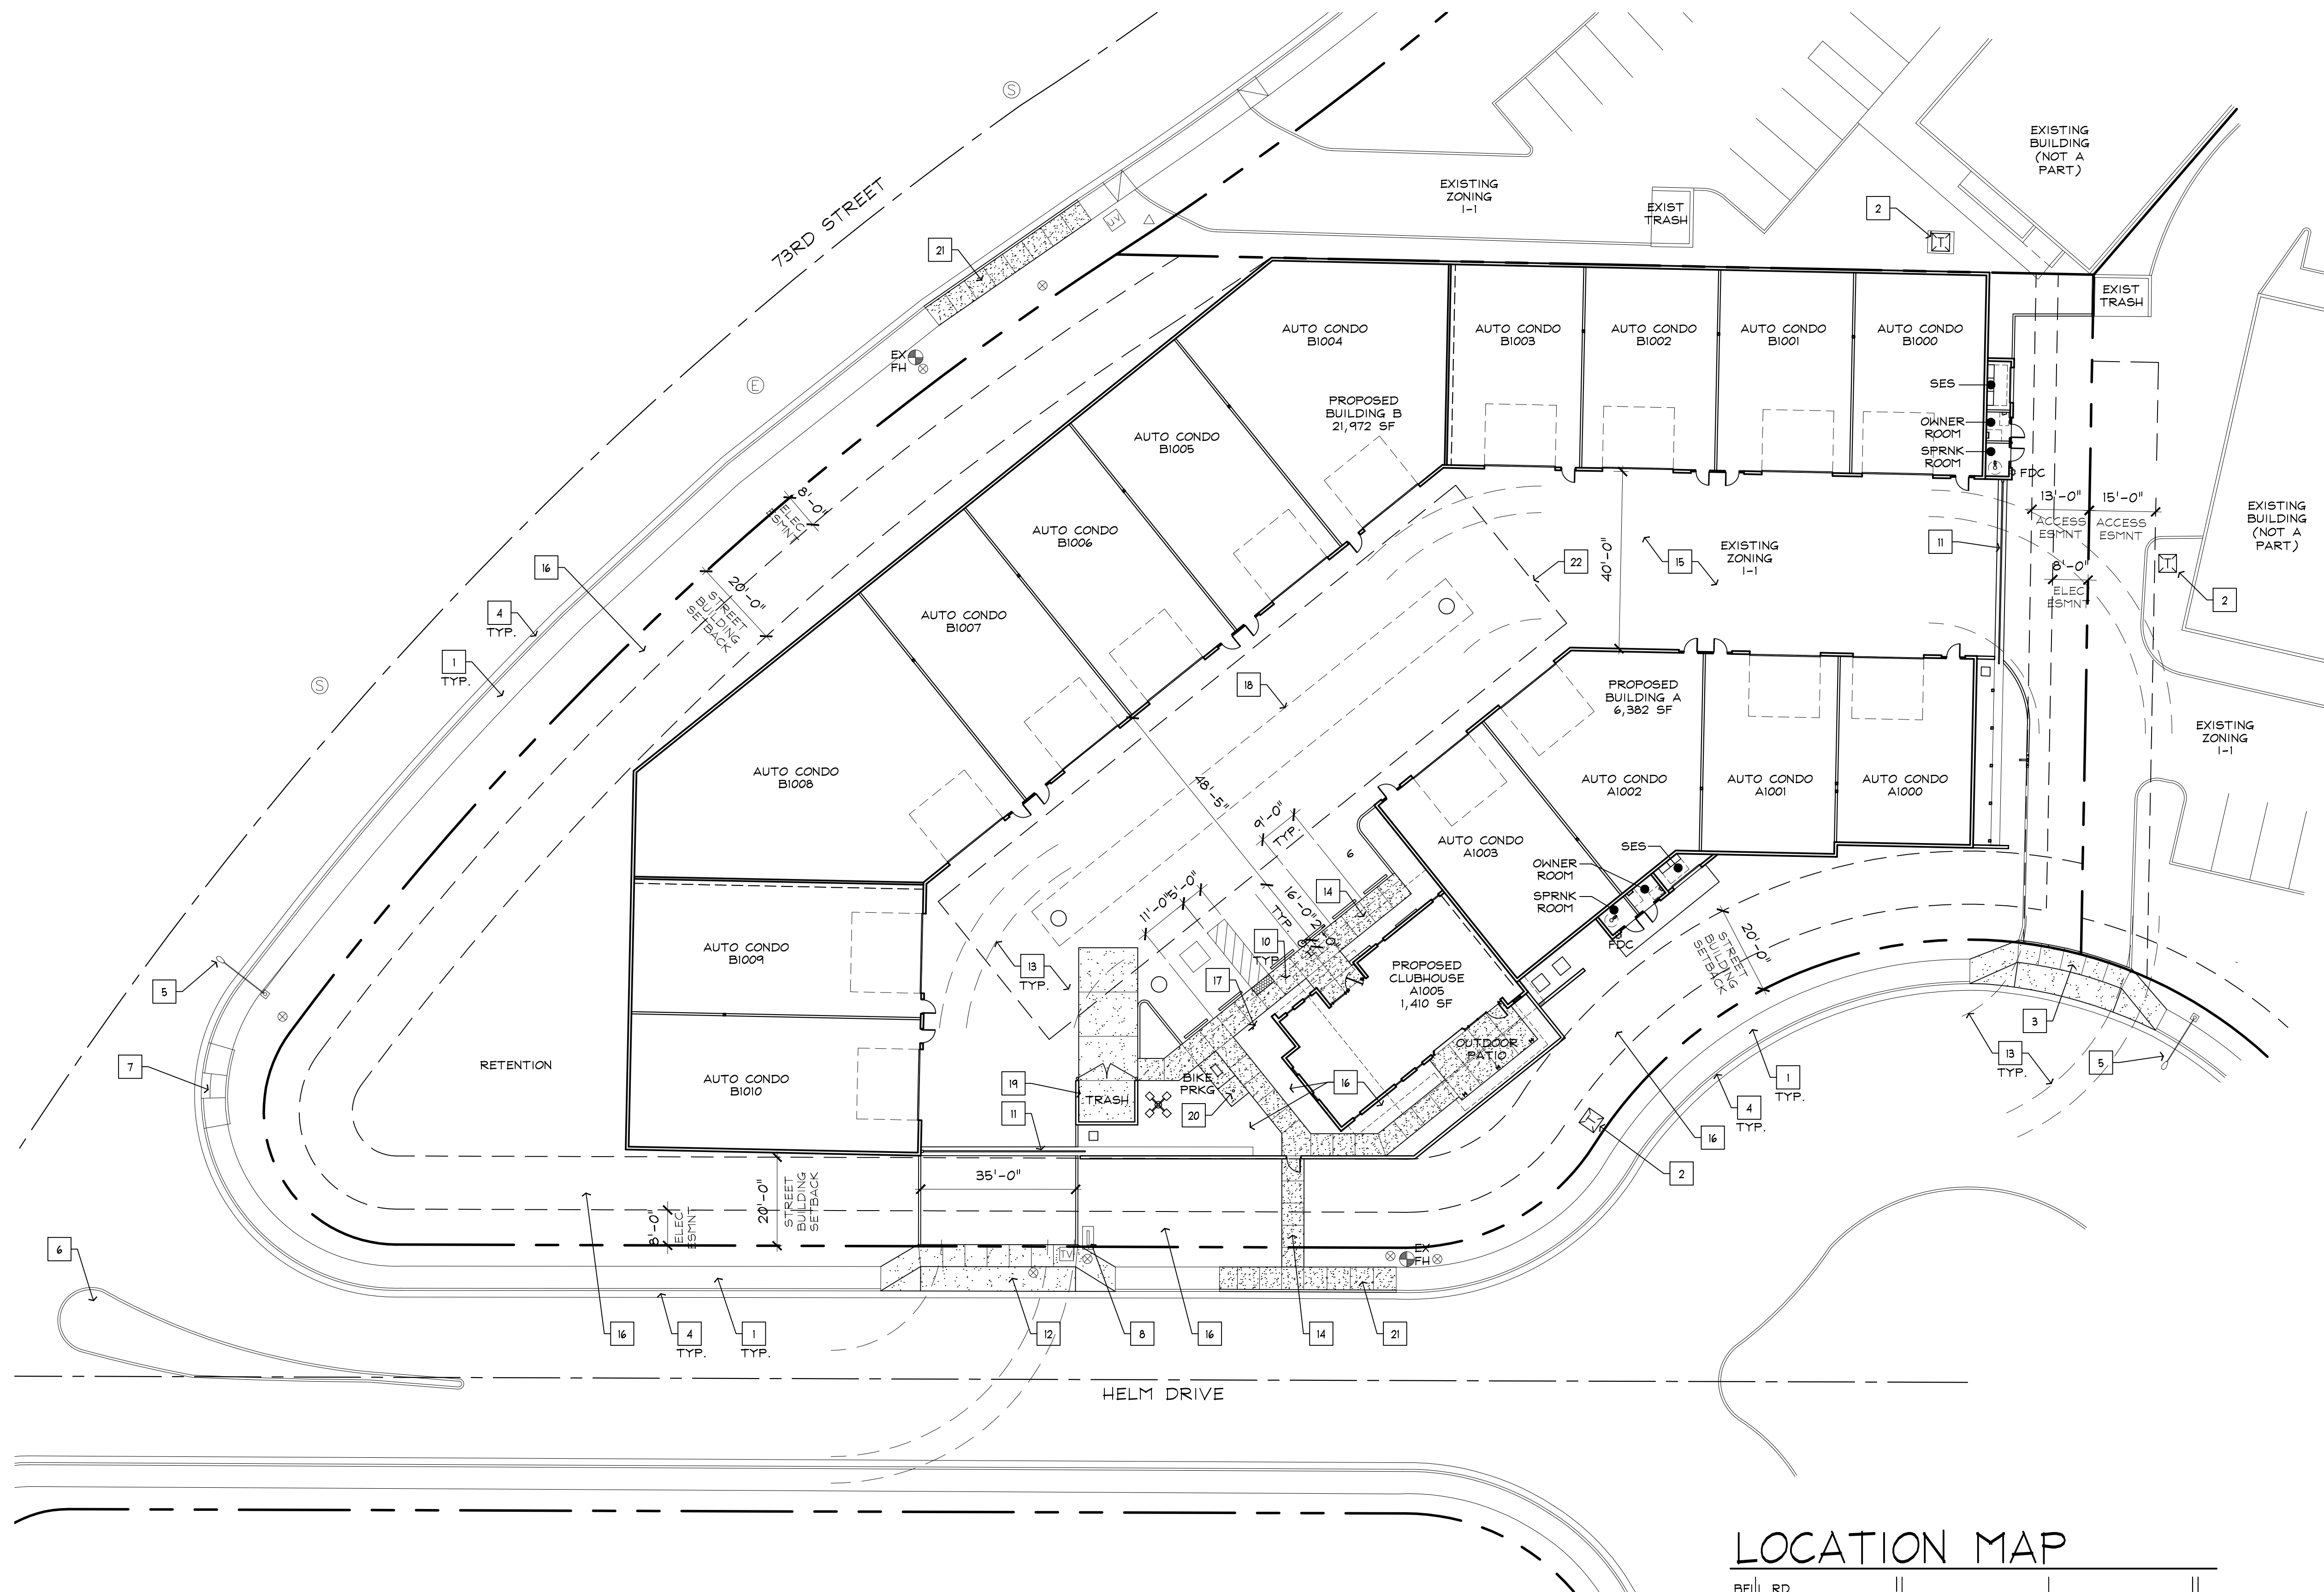 73RD STREET
S
E
S
21
EX
FH
UV
EXISTING
ZONING
I-1
EXIST
TRASH
EXISTING
BUILDING
(NOT A
PART)
2
T
EXIST
TRASH
AUTO CONDO
B1004
AUTO CONDO
B1003
AUTO CONDO
B1002
AUTO CONDO
B1001
AUTO CONDO
B1000
PROPOSED
BUILDING B
21,972 SF
SES
OWNER
ROOM
SPRNK
ROOM
FDC
AUTO CONDO
B1005
AUTO CONDO
B1006
AUTO CONDO
B1007
AUTO CONDO
B1008
AUTO CONDO
B1009
AUTO CONDO
B1010
13'-0"
ACCESS
ESMNT
15'-0"
ACCESS
ESMNT
8'-0"
ELEC
ESMNT
11
EXISTING
BUILDING
(NOT A
PART)
T
2
EXISTING
ZONING
I-1
8'-0"
ELEC
ESMNT
20'-0"
STREET
BUILDING
SETBACK
16
4
TYP.
1
TYP.
22
40'-0"
15
EXISTING
ZONING
I-1
18
PROPOSED
BUILDING A
6,382 SF
AUTO CONDO
A1002
AUTO CONDO
A1001
AUTO CONDO
A1000
AUTO CONDO
A1003
SES
OWNER
ROOM
SPRNK
ROOM
FDC
48'-5"
9'-0"
TYP.
6
11'-0"
5'-0"
16'-0"
TYP.
14
10
TYP.
17
13
TYP.
PROPOSED
CLUBHOUSE
A1005
1,410 SF
OUTDOOR
PATIO
20'-0"
STREET
BUILDING
SETBACK
5
7
RETENTION
19
11
TRASH
BIKE
PRKG
20
16
3
13
TYP.
5
1
TYP.
4
TYP.
16
T
2
35'-0"
20'-0"
STREET
BUILDING
SETBACK
8'-0"
ELEC
ESMNT
TV
EX
FH
6
16
4
TYP.
1
TYP.
12
8
16
14
21
HELM DRIVE
LOCATION MAP
BELL RD